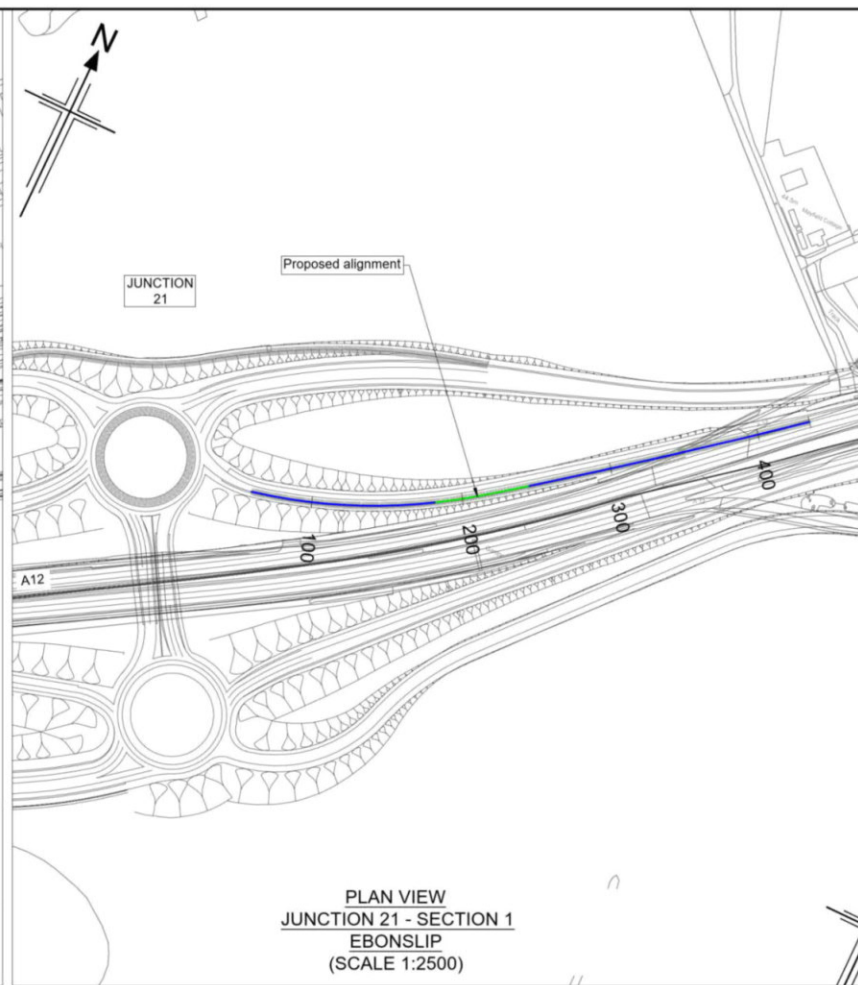 N
JUNCTION
21
Proposed alignment
A12
100
200
300
400
PLAN VIEW
JUNCTION 21 - SECTION 1
EBONSLIP
(SCALE 1:2500)